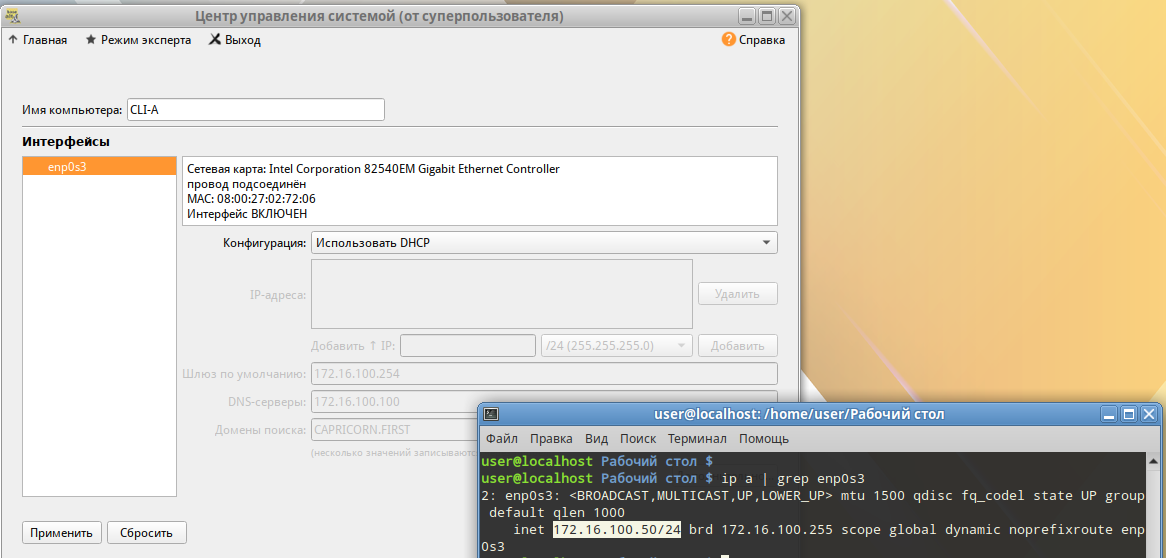 Центр управления системой (от суперпользователя)
Главная Режим эксперта Выход Справка
Имя компьютера: CLI-A
Интерфейсы
enp0s3
Сетевая карта: Intel Corporation 82540EM Gigabit Ethernet Controller
провод подсоединён
MAC: 08:00:27:02:72:06
Интерфейс ВКЛЮЧЕН
Конфигурация: Использовать DHCP
IP-адреса: Удалить
Добавить ↑ IP: /24 (255.255.255.0) Добавить
Шлюз по умолчанию: 172.16.100.254
DNS-серверы: 172.16.100.100
Домены поиска: CAPRICORN.FIRST
(несколько значений записываются
Применить Сбросить
user@localhost: /home/user/Рабочий стол
Файл Правка Вид Поиск Терминал Помощь
user@localhost Рабочий стол $
user@localhost Рабочий стол $ ip a | grep enp0s3
2: enp0s3: <BROADCAST,MULTICAST,UP,LOWER_UP> mtu 1500 qdisc fq_codel state UP group
default qlen 1000
inet 172.16.100.50/24 brd 172.16.100.255 scope global dynamic noprefixroute enp
0s3